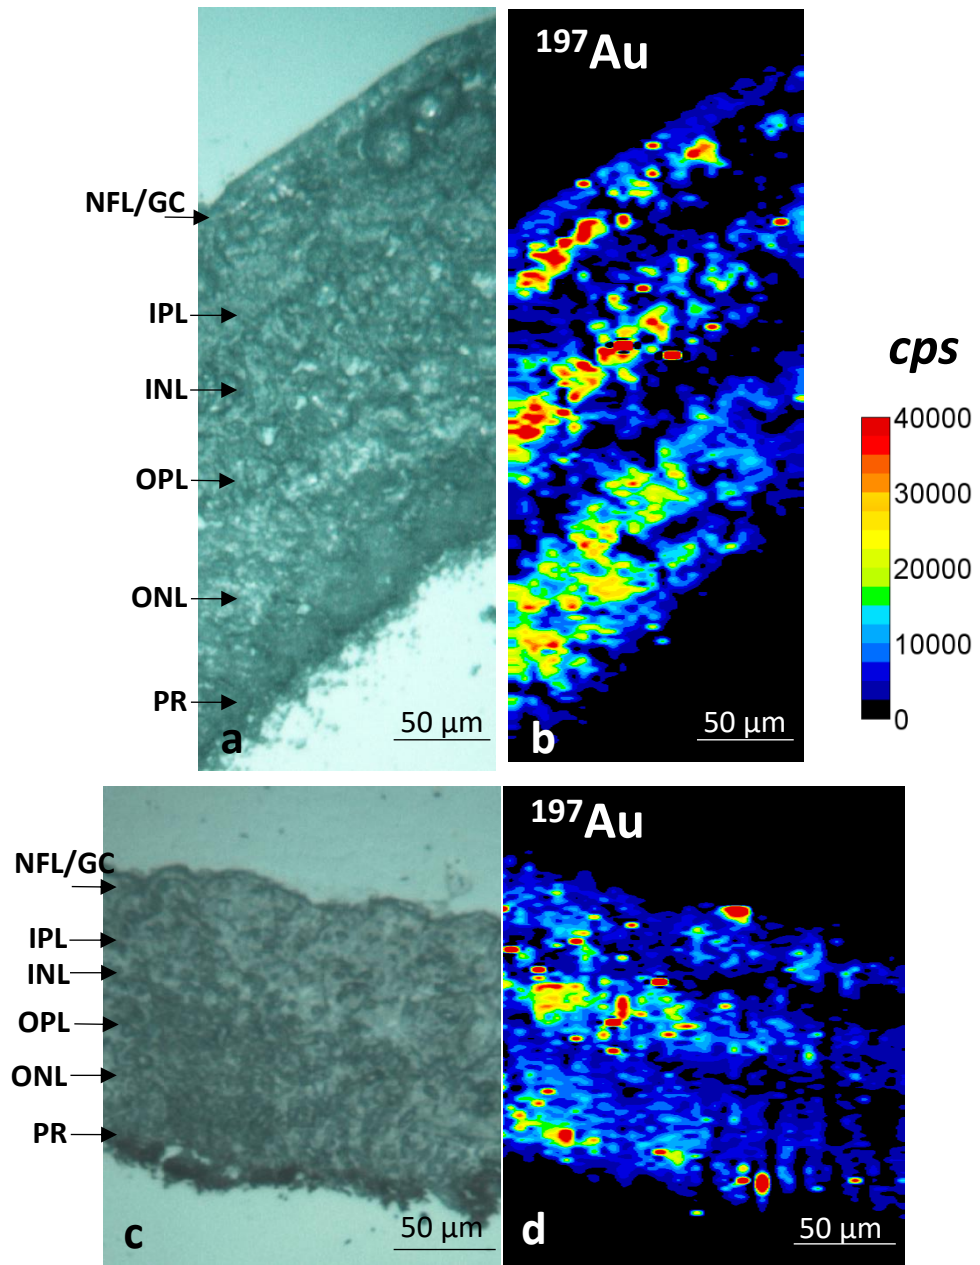 197Au
NFL/GC
IPL
INL
OPL
ONL
PR
a
50 µm
b
50 µm
cps
40000
30000
20000
10000
0
197Au
NFL/GC
IPL
INL
OPL
ONL
PR
c
50 µm
d
50 µm